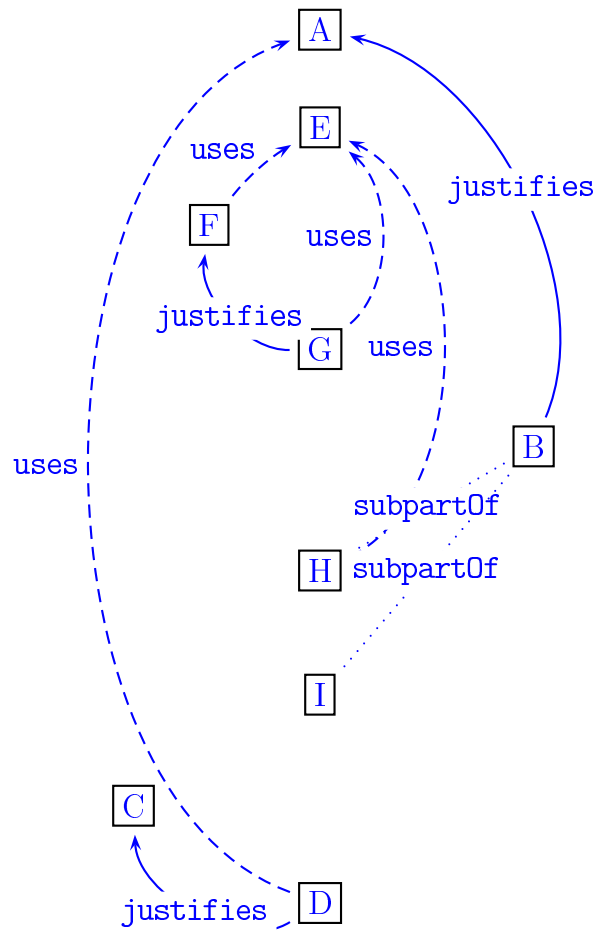 A
E
uses
justifies
F
uses
justifies
G
uses
B
uses
subpartOf
H
subpartOf
I
C
D
justifies